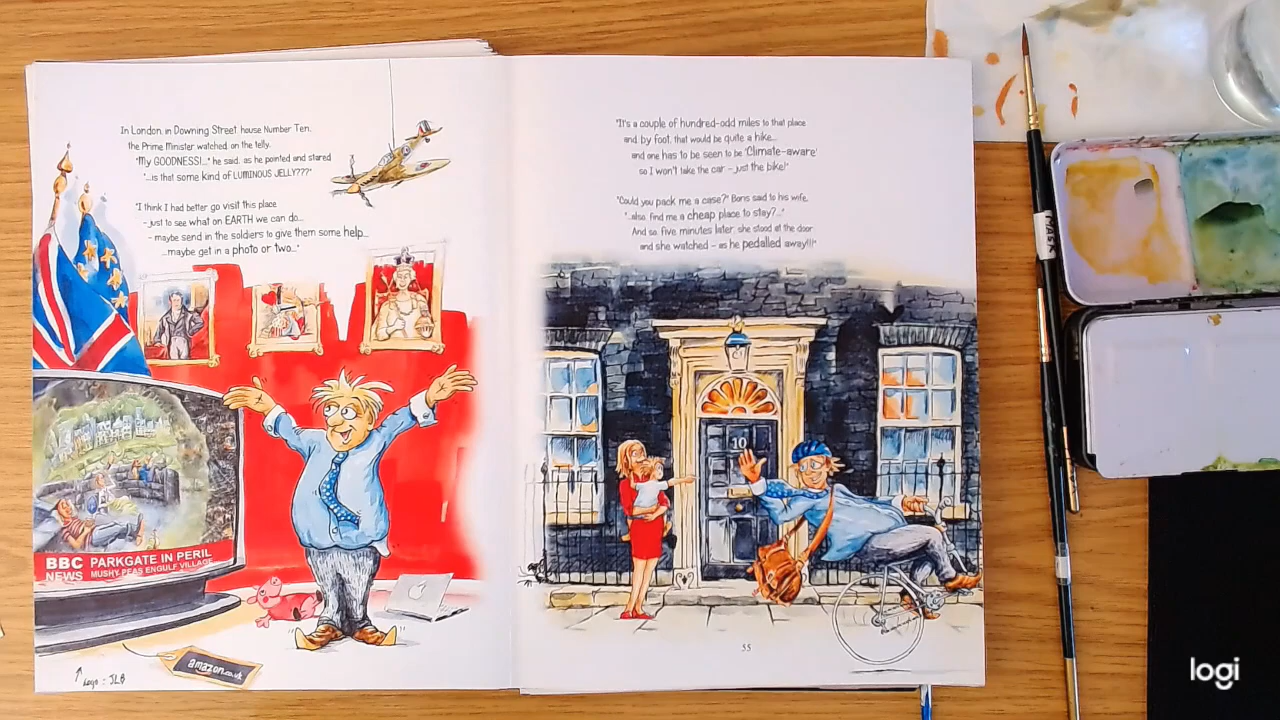 In London, in Downing Street, house Number Ten,
the Prime Minister watched, on the telly.
"My GOODNESS!..." he said, as he pointed and stared
"...is that some kind of LUMINOUS JELLY???"
"I think I had better go visit this place
- just to see what on EARTH we can do...
- maybe send in the soldiers to give them some help...
...maybe get in a photo or two..."
BBC NEWS
PARKGATE IN PERIL
MUSHY PEAS ENGULF VILLAGE
amazon.co.uk
Logo : JLB
"It's a couple of hundred-odd miles to that place
and by foot, that would be quite a hike...
and one has to be seen to be 'Climate-aware'
so I won't take the car - just the bike!"
"Could you pack me a case?" Boris said to his wife,
"...also find me a cheap place to stay?..."
And so, five minutes later, she stood at the door
and she watched - as he pedalled away!!!"
10
55
logi